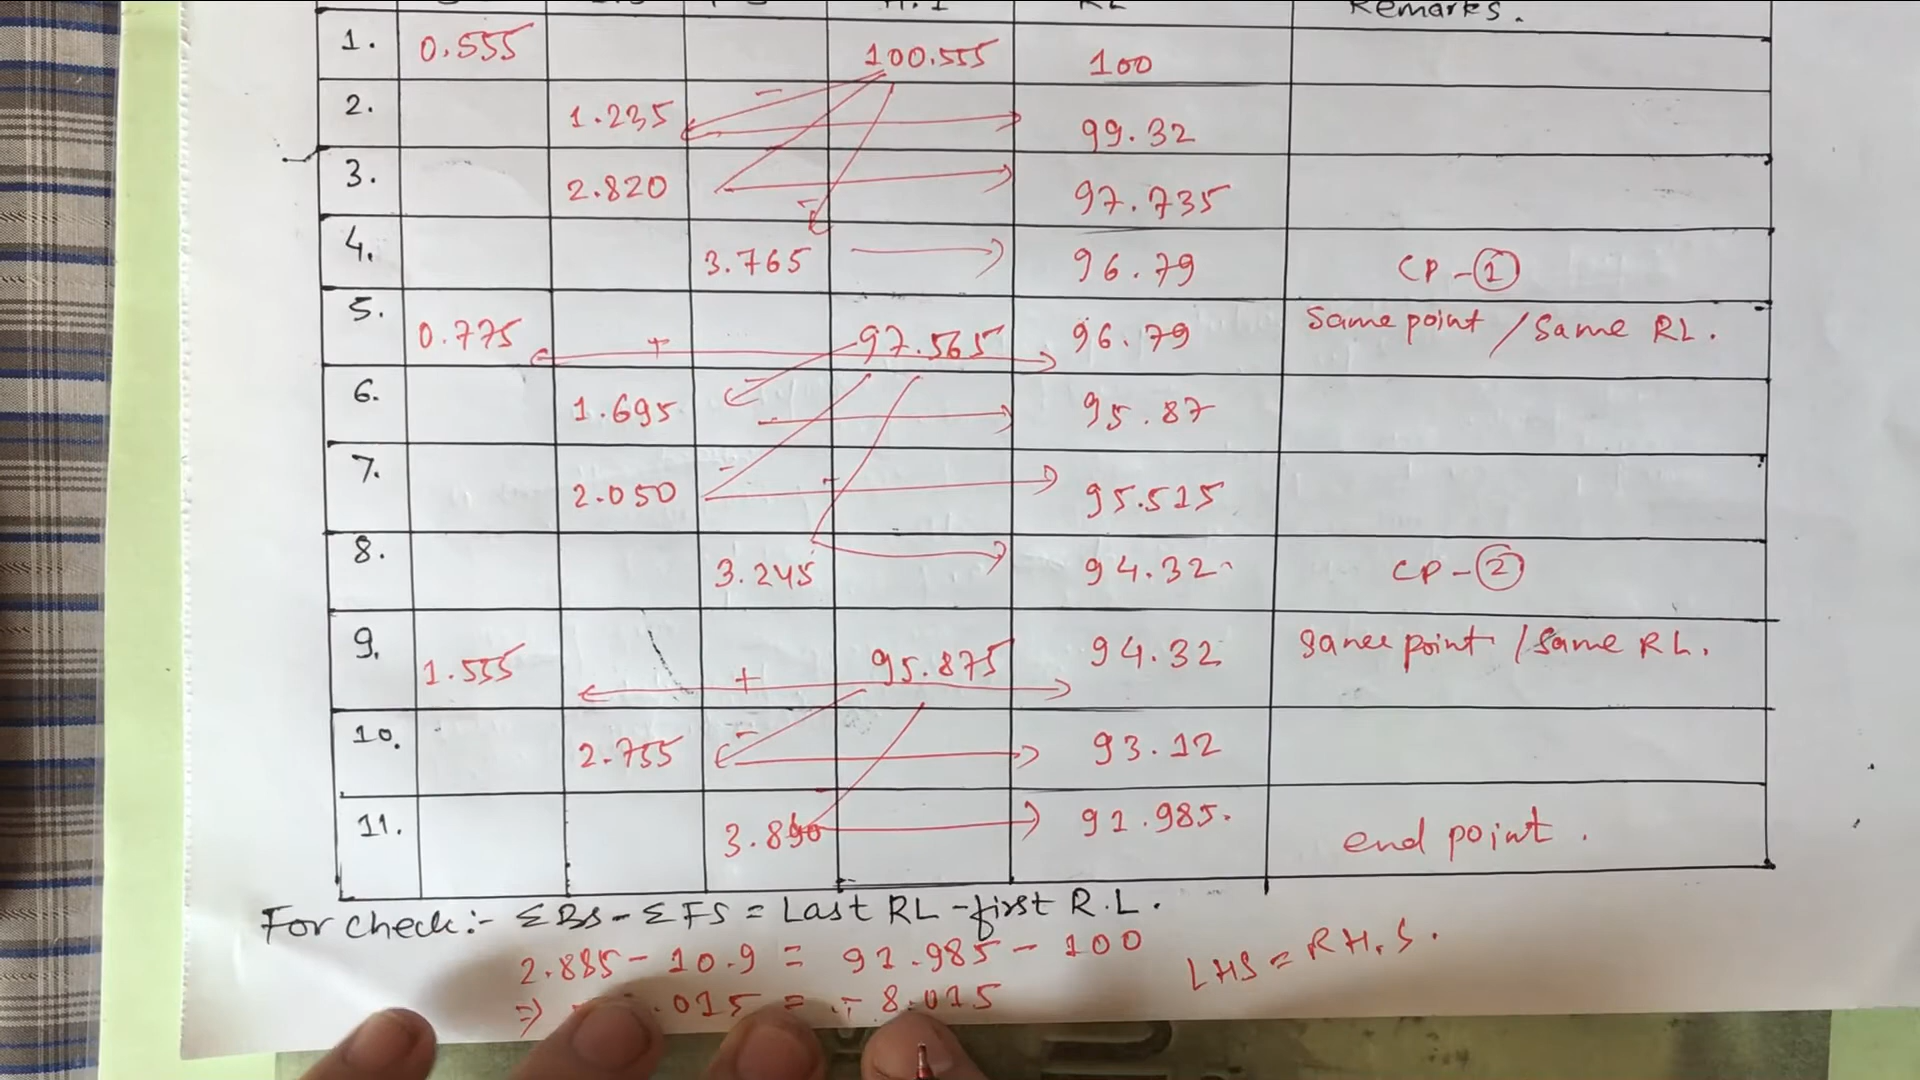 H.I RL Remarks.
1. 0.555 100.555 100
2. 1.235 99.32
3. 2.820 97.735
4. 3.765 96.79 CP-①
5. 0.775 + 97.565 96.79 Same point / Same RL.
6. 1.695 95.87
7. 2.050 95.515
8. 3.245 94.32 CP-②
9. 1.555 + 95.875 94.32 Same point / Same RL.
10. 2.755 93.12
11. 3.890 91.985. end point.
For check:- ΣBS - ΣFS = Last RL - first R.L.
2.885 - 10.9 = 91.985 - 100 LHS = RH.S.
⇒ .015 = - 8.015